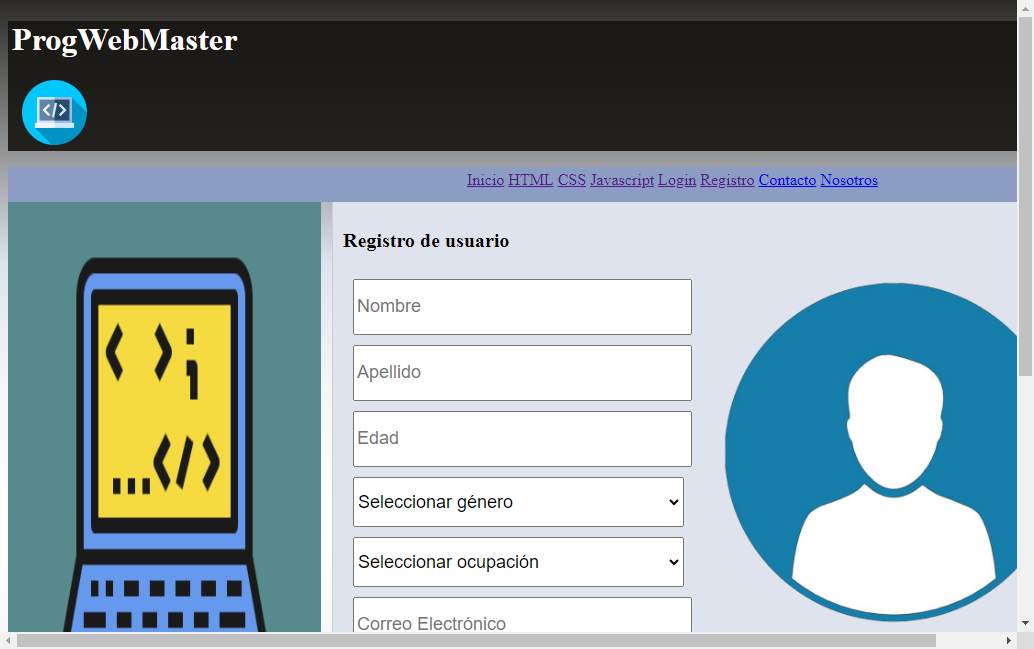 ProgWebMaster
</>
Inicio HTML CSS Javascript Login Registro Contacto Nosotros
Registro de usuario
< > ;
...</>
Nombre
Apellido
Edad
Seleccionar género
Seleccionar ocupación
Correo Electrónico